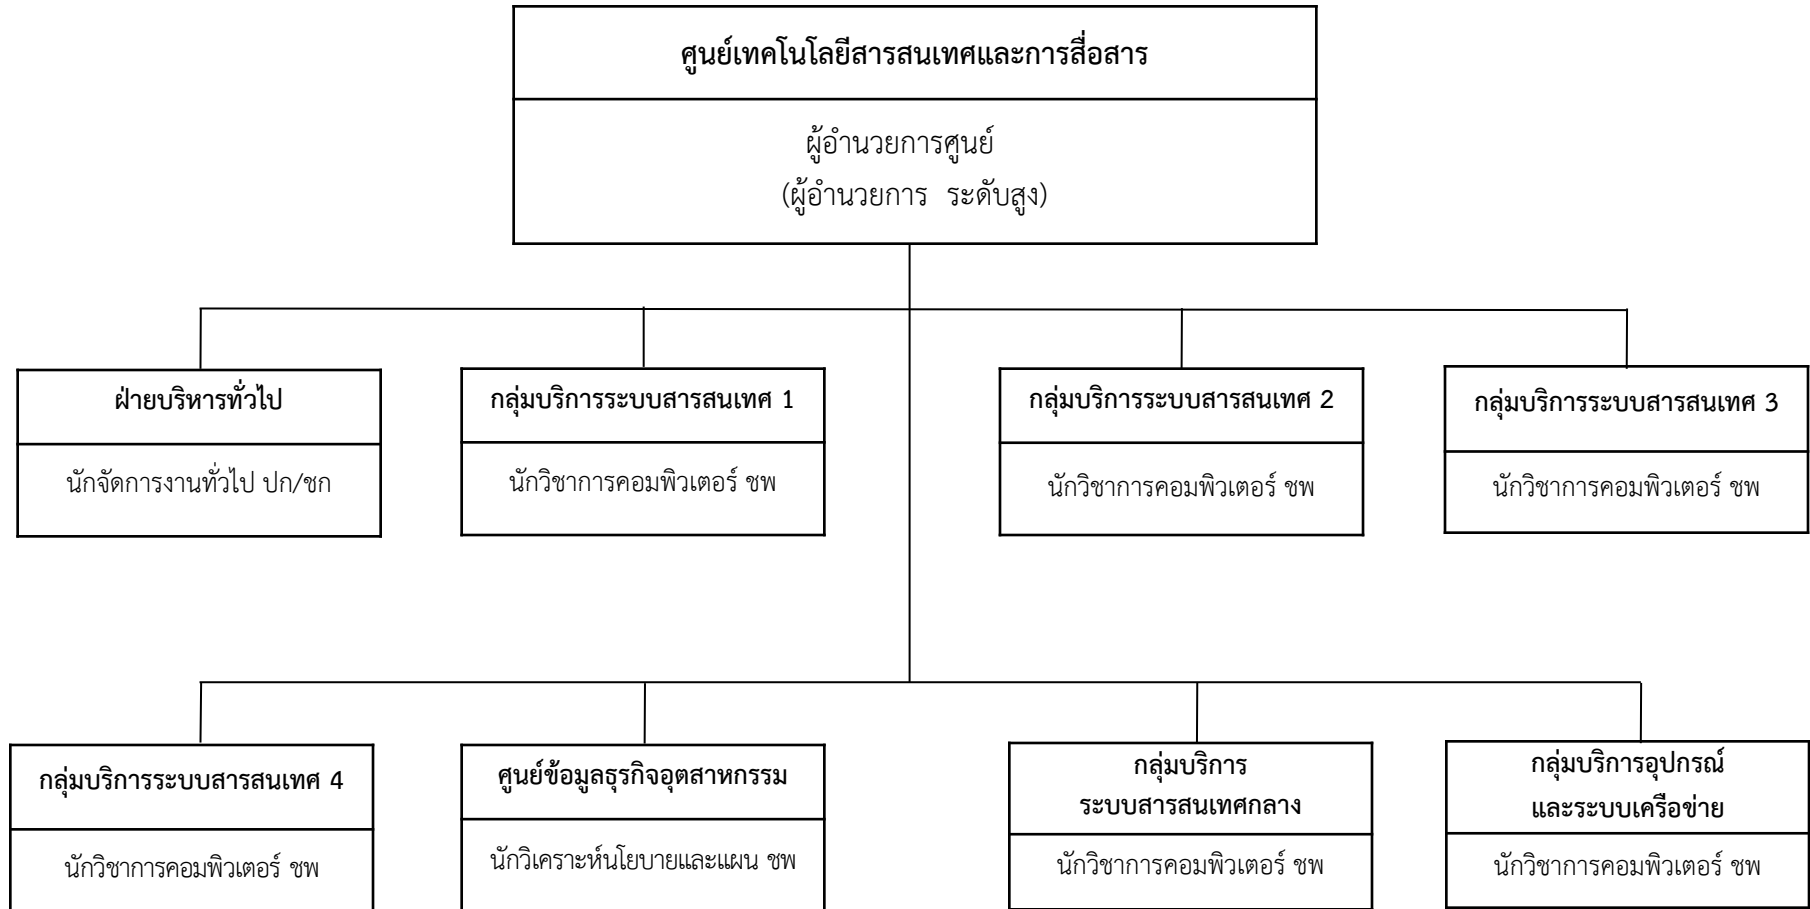 ศูนย์เทคโนโลยีสารสนเทศและการสื่อสาร
ผู้อำนวยการศูนย์
(ผู้อำนวยการ ระดับสูง)
ฝ่ายบริหารทั่วไป
นักจัดการงานทั่วไป ปก/ชก
กลุ่มบริการระบบสารสนเทศ 1
นักวิชาการคอมพิวเตอร์ ชพ
กลุ่มบริการระบบสารสนเทศ 2
นักวิชาการคอมพิวเตอร์ ชพ
กลุ่มบริการระบบสารสนเทศ 3
นักวิชาการคอมพิวเตอร์ ชพ
กลุ่มบริการระบบสารสนเทศ 4
นักวิชาการคอมพิวเตอร์ ชพ
ศูนย์ข้อมูลธุรกิจอุตสาหกรรม
นักวิเคราะห์นโยบายและแผน ชพ
กลุ่มบริการ
ระบบสารสนเทศกลาง
นักวิชาการคอมพิวเตอร์ ชพ
กลุ่มบริการอุปกรณ์
และระบบเครือข่าย
นักวิชาการคอมพิวเตอร์ ชพ